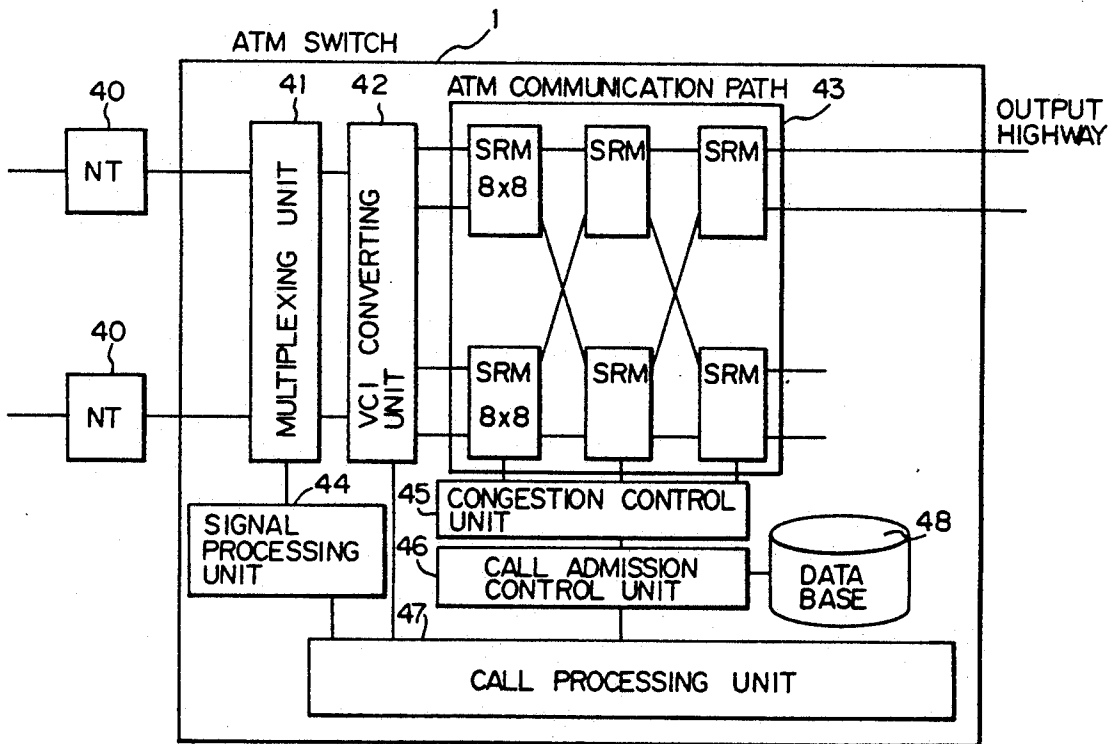 1
ATM SWITCH
40
41
42
ATM COMMUNICATION PATH
43
OUTPUT
HIGHWAY
NT
MULTIPLEXING UNIT
VCI CONVERTING
UNIT
SRM
8x8
SRM
SRM
40
NT
SRM
8x8
SRM
SRM
44
SIGNAL
PROCESSING
UNIT
45
CONGESTION CONTROL
UNIT
46
CALL ADMISSION
CONTROL UNIT
48
DATA
BASE
47
CALL PROCESSING UNIT